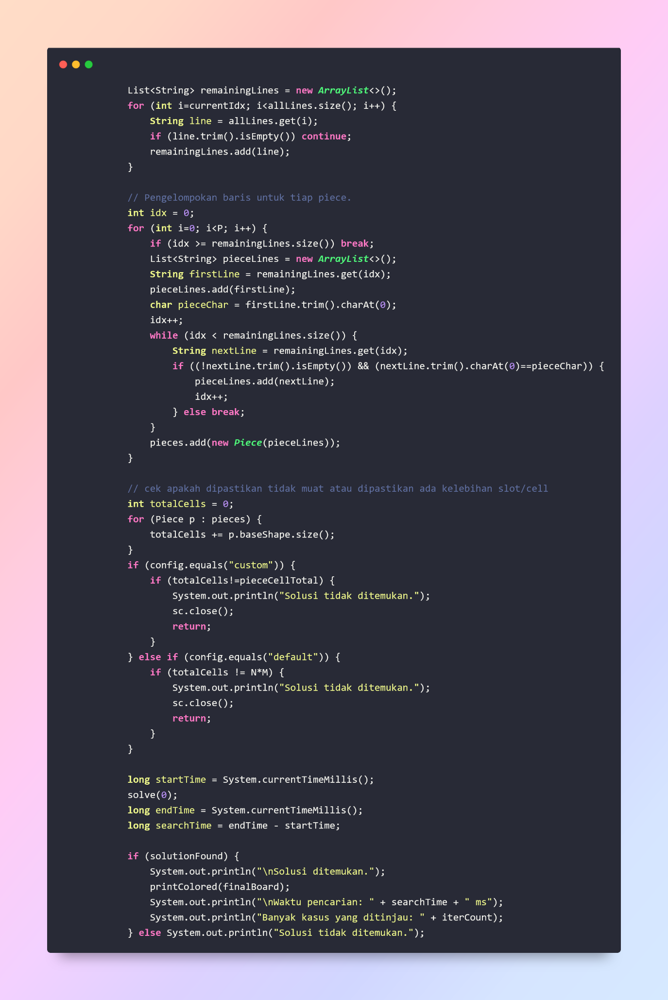 List<String> remainingLines = new ArrayList<>();
for (int i=currentIdx; i<allLines.size(); i++) {
    String line = allLines.get(i);
    if (line.trim().isEmpty()) continue;
    remainingLines.add(line);
}

// Pengelompokan baris untuk tiap piece.
int idx = 0;
for (int i=0; i<P; i++) {
    if (idx >= remainingLines.size()) break;
    List<String> pieceLines = new ArrayList<>();
    String firstLine = remainingLines.get(idx);
    pieceLines.add(firstLine);
    char pieceChar = firstLine.trim().charAt(0);
    idx++;
    while (idx < remainingLines.size()) {
        String nextLine = remainingLines.get(idx);
        if ((!nextLine.trim().isEmpty()) && (nextLine.trim().charAt(0)==pieceChar)) {
            pieceLines.add(nextLine);
            idx++;
        } else break;
    }
    pieces.add(new Piece(pieceLines));
}

// cek apakah dipastikan tidak muat atau dipastikan ada kelebihan slot/cell
int totalCells = 0;
for (Piece p : pieces) {
    totalCells += p.baseShape.size();
}
if (config.equals("custom")) {
    if (totalCells!=pieceCellTotal) {
        System.out.println("Solusi tidak ditemukan.");
        sc.close();
        return;
    }
} else if (config.equals("default")) {
    if (totalCells != N*M) {
        System.out.println("Solusi tidak ditemukan.");
        sc.close();
        return;
    }
}

long startTime = System.currentTimeMillis();
solve(0);
long endTime = System.currentTimeMillis();
long searchTime = endTime - startTime;

if (solutionFound) {
    System.out.println("\nSolusi ditemukan.");
    printColored(finalBoard);
    System.out.println("\nWaktu pencarian: " + searchTime + " ms");
    System.out.println("Banyak kasus yang ditinjau: " + iterCount);
} else System.out.println("Solusi tidak ditemukan.");